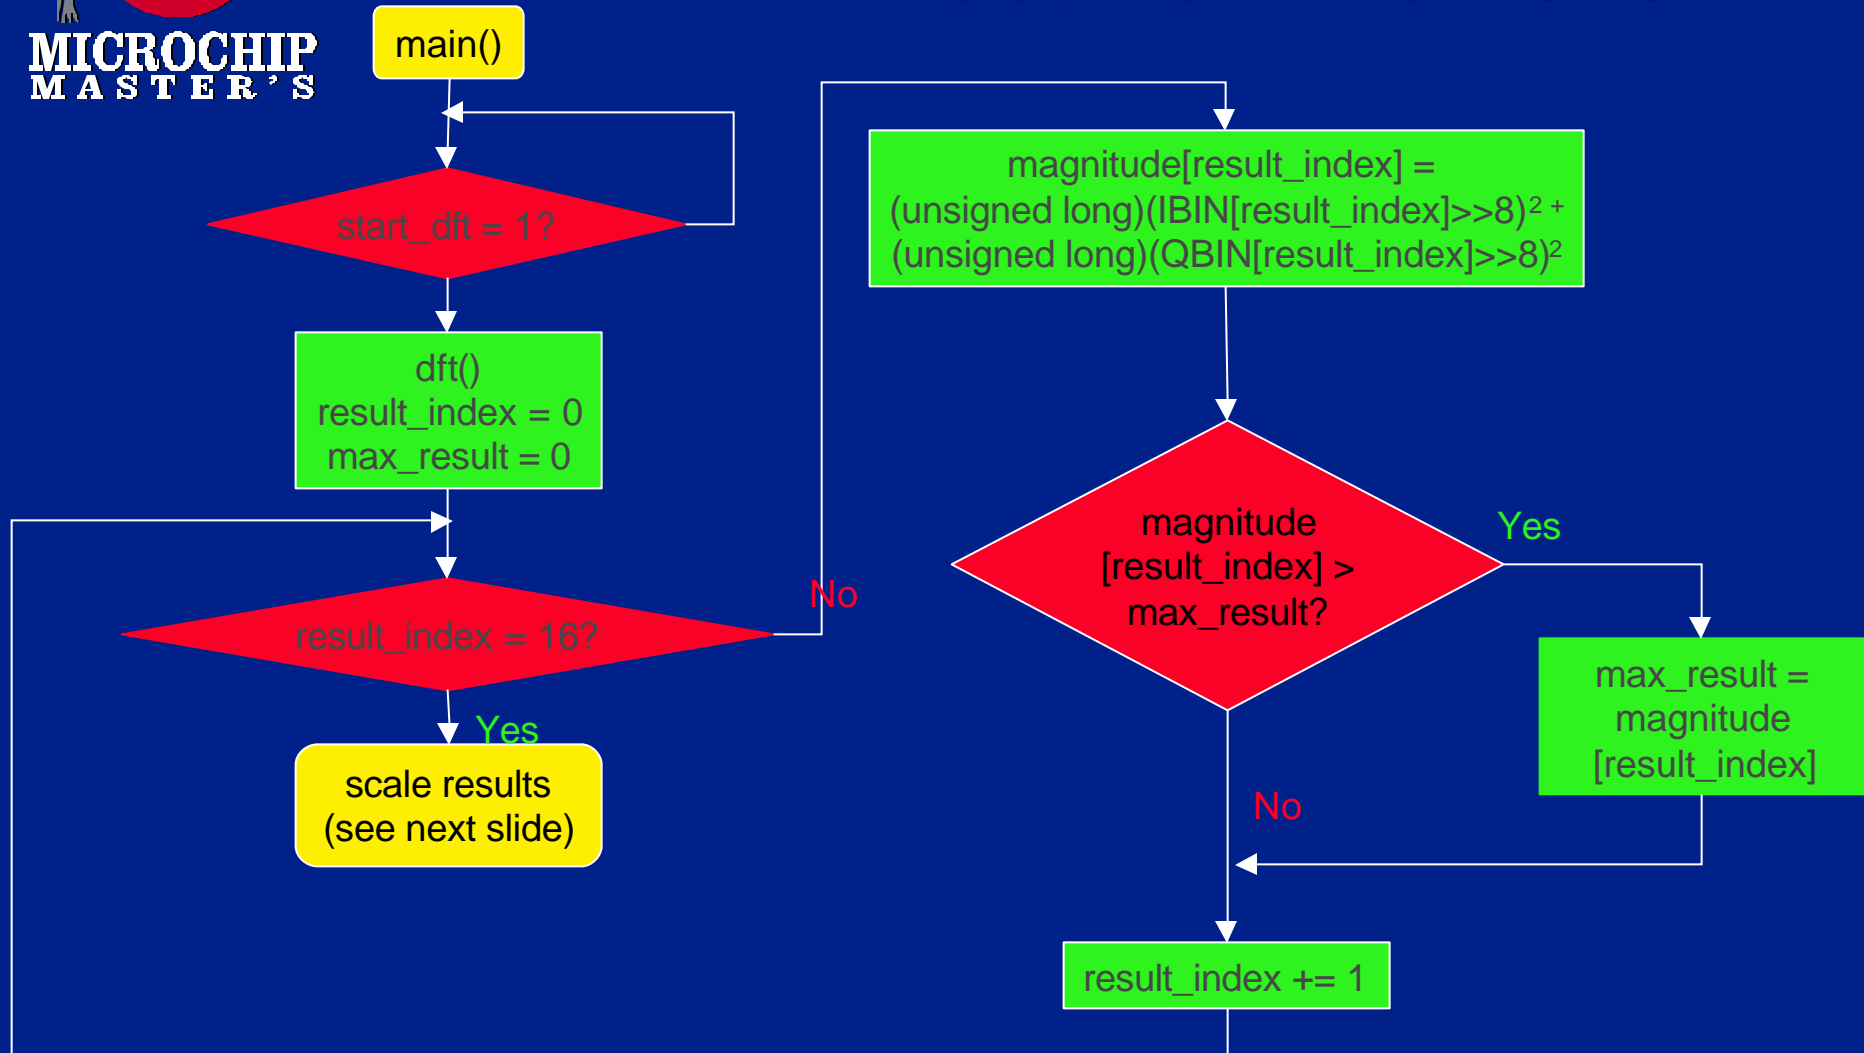 MICROCHIP
MASTER'S
main()
start_dft = 1?
dft()
result_index = 0
max_result = 0
result_index = 16?
No
Yes
scale results
(see next slide)
magnitude[result_index] =
(unsigned long)(IBIN[result_index]>>8)² +
(unsigned long)(QBIN[result_index]>>8)²
magnitude
[result_index] >
max_result?
Yes
max_result =
magnitude
[result_index]
No
result_index += 1